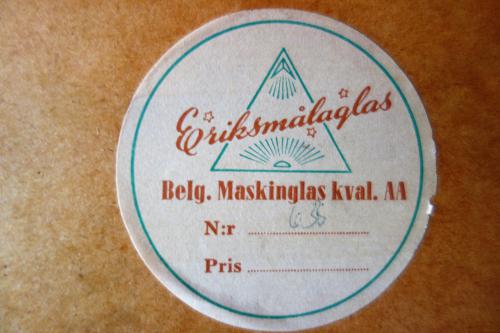 Eriksmålaglas
Belg. Maskinglas kval. AA
N:r ............
Pris ............